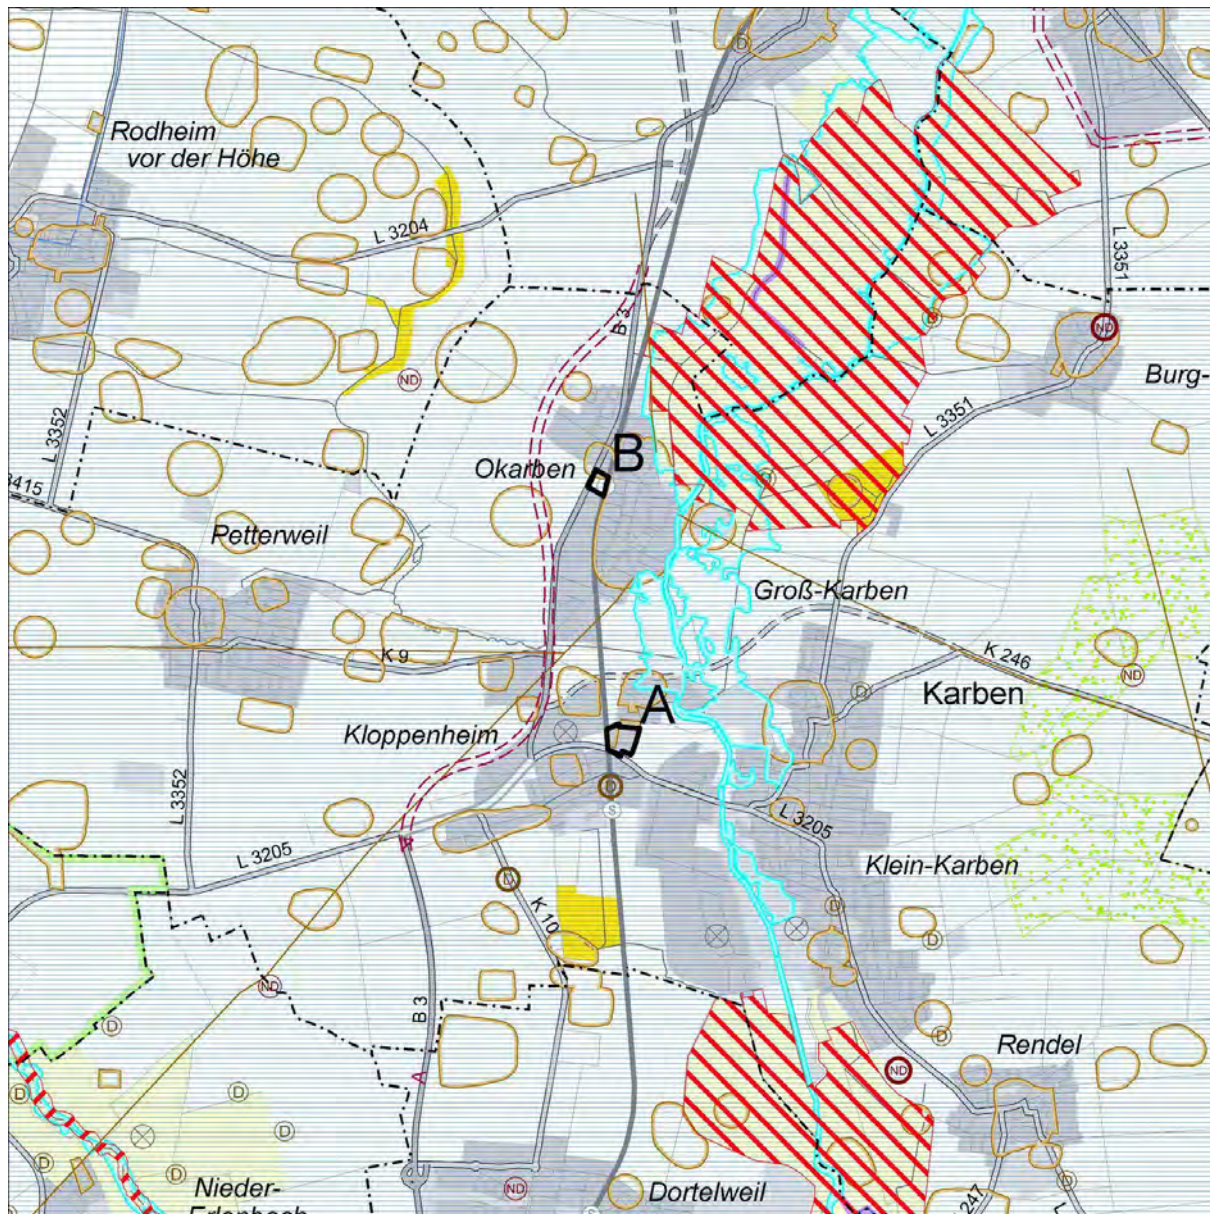 D
Rodheim
vor der Höhe
L 3204
L 3351
B 3
D
ND
ND
Burg-
L 3352
L 3351
B
Okarben
D
3415
Petterweil
Groß-Karben
K 9
K 246
ND
D
Karben
A
Kloppenheim
L 3352
D
S
L 3205
L 3205
Klein-Karben
D
K 10
D
D
ND
B 3
D
D
Rendel
ND
A
D
D
D
D
D
D
Nieder-
Erlenbach
ND
Dortelweil
S
247
L